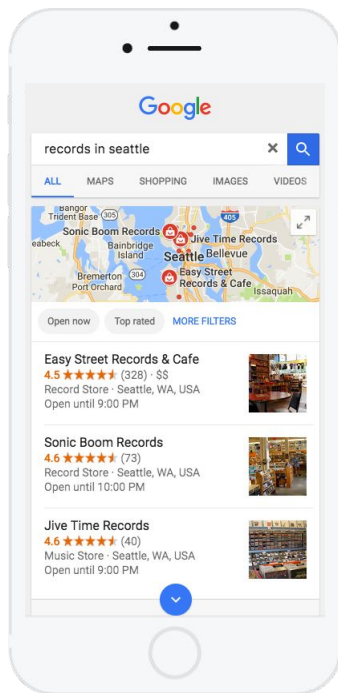 Google
records in seattle
ALL MAPS SHOPPING IMAGES VIDEOS
Bangor
Trident Base 305
405
Sonic Boom Records
Jive Time Records
eabeck
Bainbridge
Island
Seattle Bellevue
Bremerton 304
Easy Street
Records & Cafe
Port Orchard
Issaquah
Open now Top rated MORE FILTERS
Easy Street Records & Cafe
4.5 (328) · $$
Record Store · Seattle, WA, USA
Open until 9:00 PM
Sonic Boom Records
4.6 (73)
Record Store · Seattle, WA, USA
Open until 10:00 PM
Jive Time Records
4.6 (40)
Music Store · Seattle, WA, USA
Open until 9:00 PM